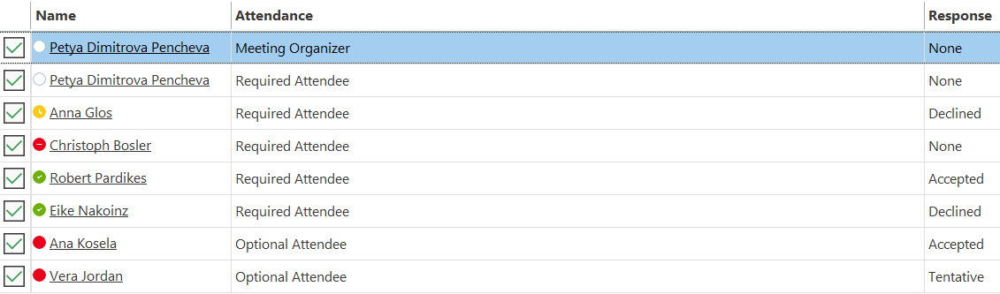 Name Attendance Response
Petya Dimitrova Pencheva Meeting Organizer None
Petya Dimitrova Pencheva Required Attendee None
Anna Glos Required Attendee Declined
Christoph Bosler Required Attendee None
Robert Pardikes Required Attendee Accepted
Eike Nakoinz Required Attendee Declined
Ana Kosela Optional Attendee Accepted
Vera Jordan Optional Attendee Tentative